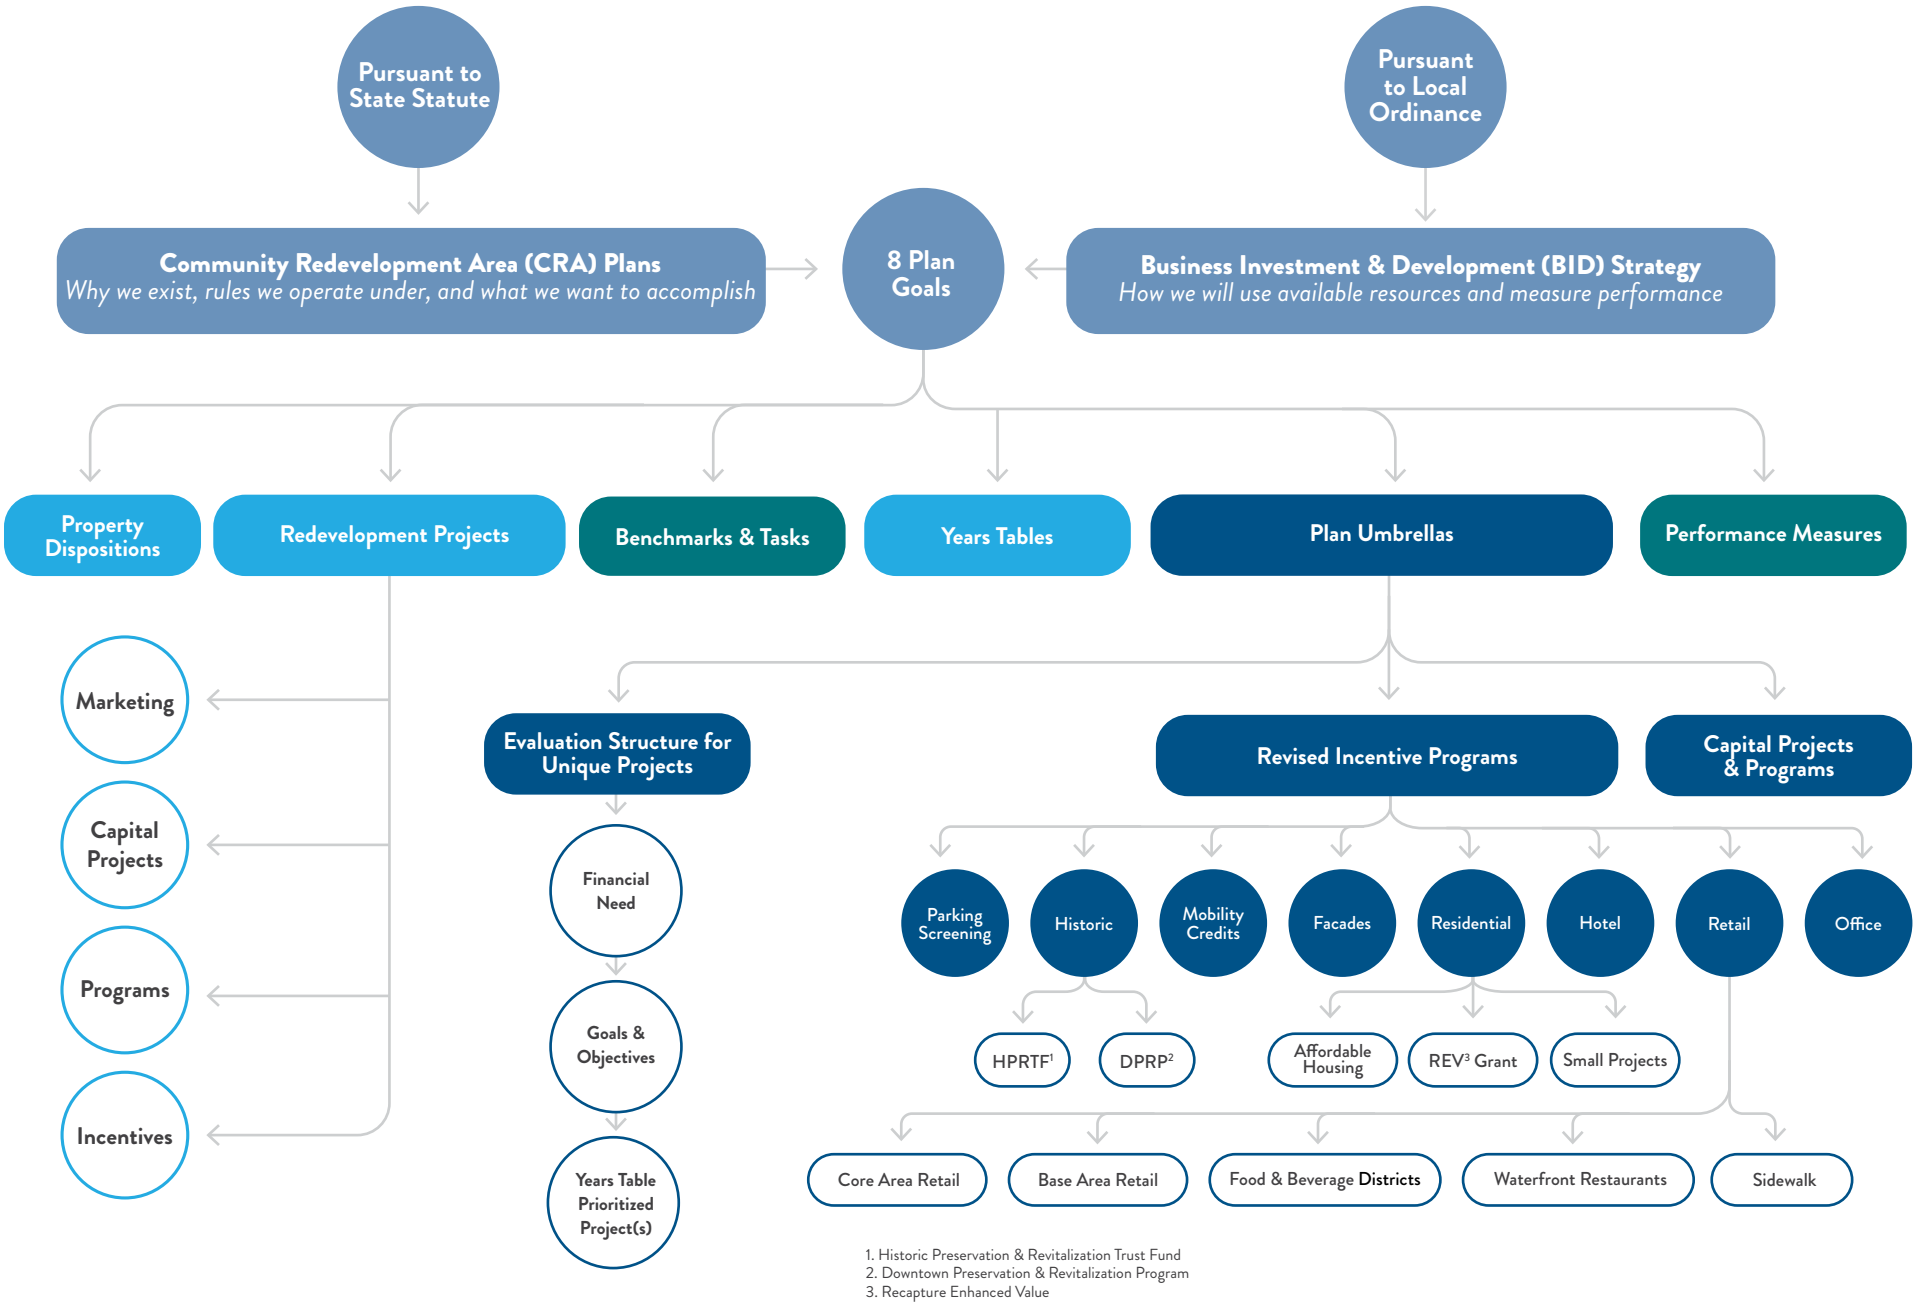 Pursuant to
State Statute
Pursuant
to Local
Ordinance
Community Redevelopment Area (CRA) Plans
Why we exist, rules we operate under, and what we want to accomplish
8 Plan
Goals
Business Investment & Development (BID) Strategy
How we will use available resources and measure performance
Property
Dispositions
Redevelopment Projects
Benchmarks & Tasks
Years Tables
Plan Umbrellas
Performance Measures
Marketing
Capital
Projects
Programs
Incentives
Evaluation Structure for
Unique Projects
Revised Incentive Programs
Capital Projects
& Programs
Financial
Need
Goals &
Objectives
Years Table
Prioritized
Project(s)
Parking
Screening
Historic
Mobility
Credits
Facades
Residential
Hotel
Retail
Office
HPRTF¹
DPRP²
Affordable
Housing
REV³ Grant
Small Projects
Core Area Retail
Base Area Retail
Food & Beverage Districts
Waterfront Restaurants
Sidewalk
1. Historic Preservation & Revitalization Trust Fund
2. Downtown Preservation & Revitalization Program
3. Recapture Enhanced Value